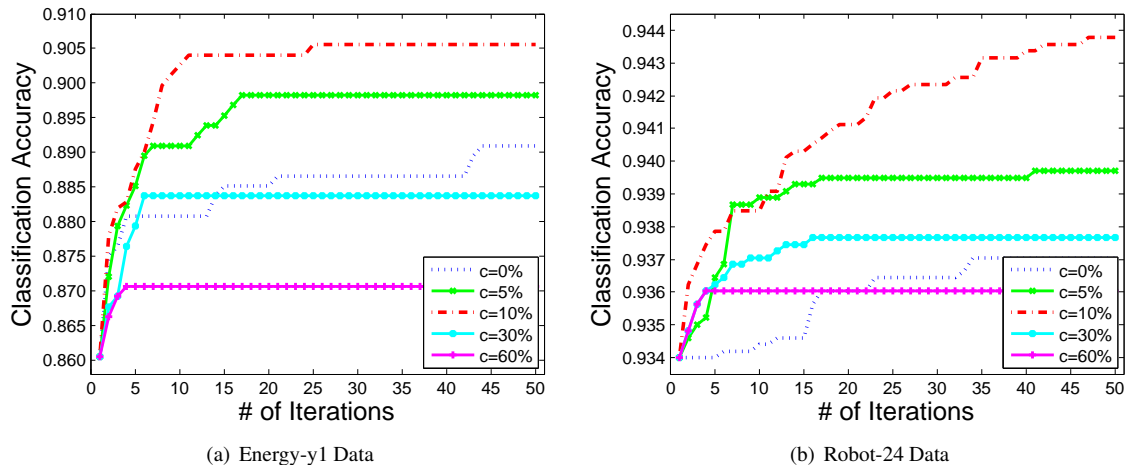 0.910
0.905
0.900
0.895
0.890
0.885
0.880
0.875
0.870
0.865
0.860
Classification Accuracy
0 5 10 15 20 25 30 35 40 45 50
# of Iterations
c=0%
c=5%
c=10%
c=30%
c=60%
(a) Energy-y1 Data
0.944
0.943
0.942
0.941
0.940
0.939
0.938
0.937
0.936
0.935
0.934
Classification Accuracy
0 5 10 15 20 25 30 35 40 45 50
# of Iterations
c=0%
c=5%
c=10%
c=30%
c=60%
(b) Robot-24 Data